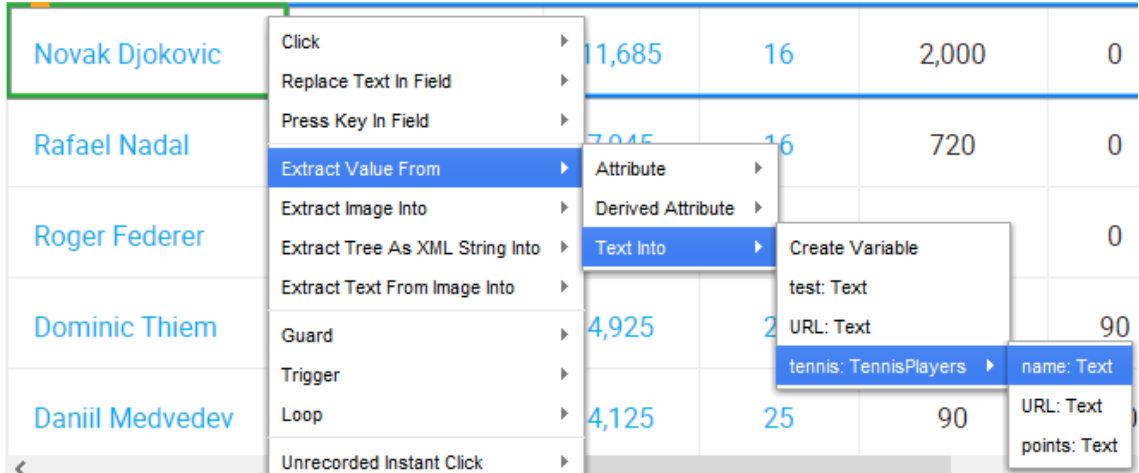 Novak Djokovic 11,685 16 2,000 0
Rafael Nadal 16 720 0
Roger Federer 0
Dominic Thiem 4,925 90
Daniil Medvedev 4,125 25 90
Click
Replace Text In Field
Press Key In Field
Extract Value From
Extract Image Into
Extract Tree As XML String Into
Extract Text From Image Into
Guard
Trigger
Loop
Unrecorded Instant Click
Attribute
Derived Attribute
Text Into
Create Variable
test: Text
URL: Text
tennis: TennisPlayers
name: Text
URL: Text
points: Text